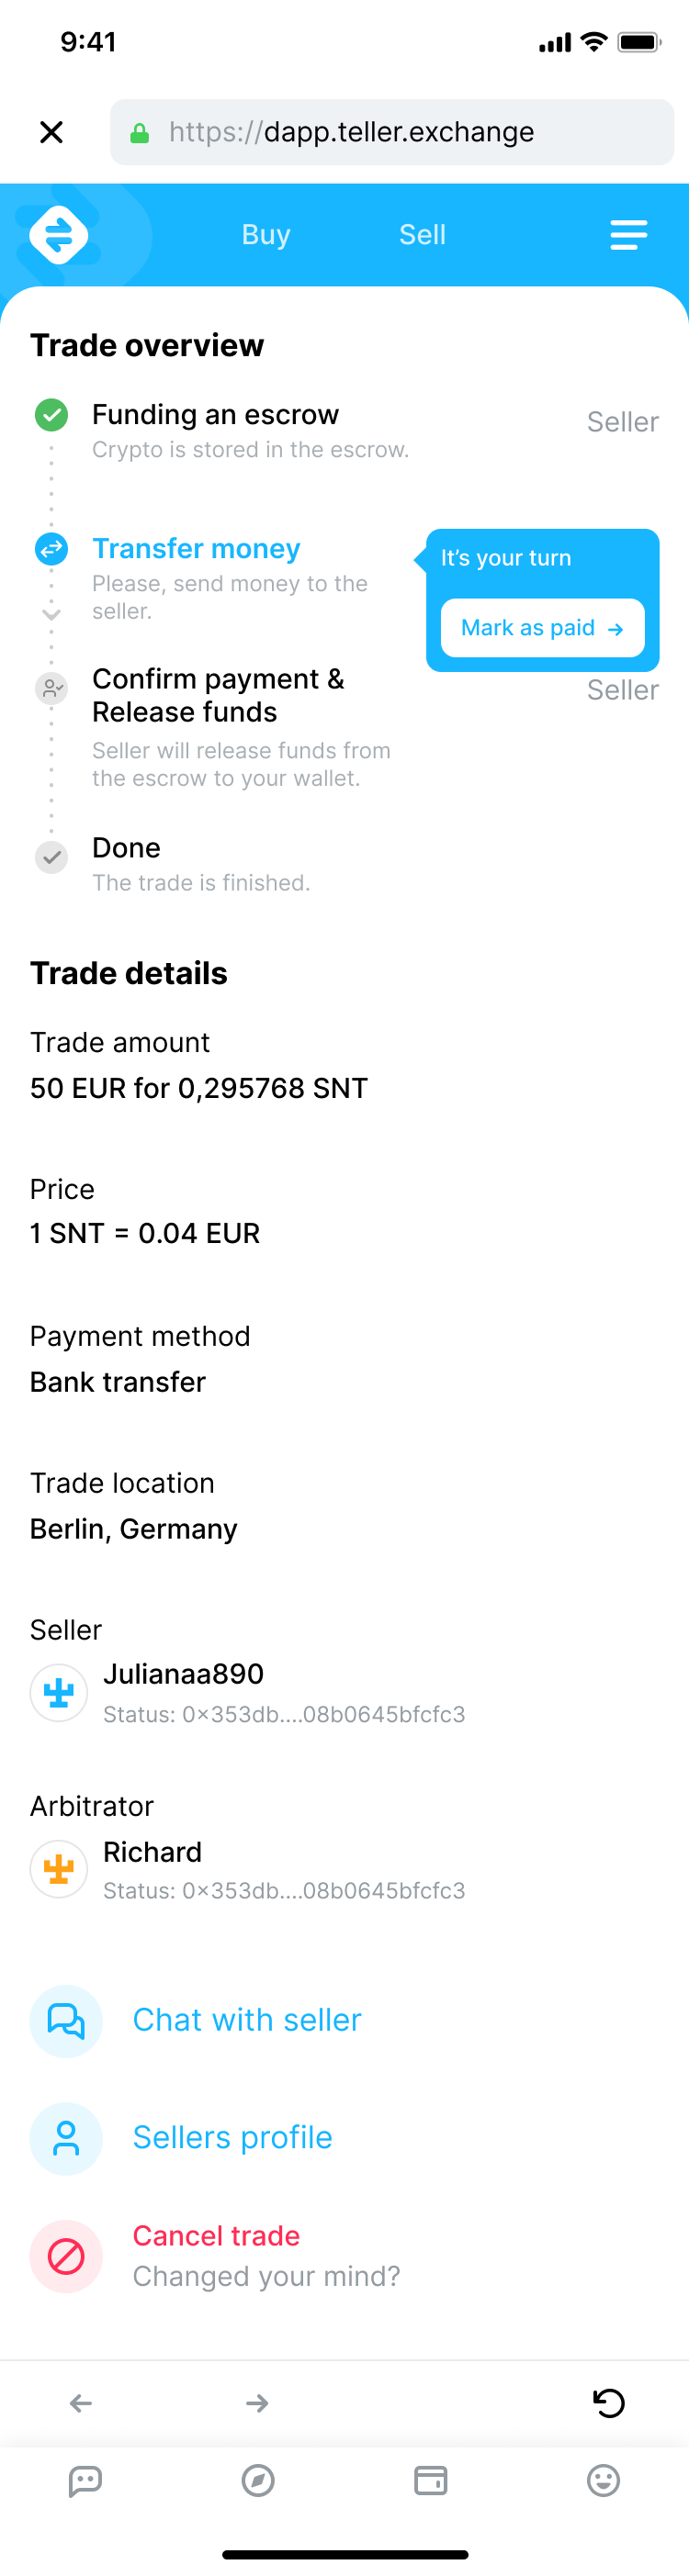 9:41
https://dapp.teller.exchange
Buy
Sell
Trade overview
Funding an escrow
Seller
Crypto is stored in the escrow.
Transfer money
Please, send money to the
seller.
It’s your turn
Mark as paid →
Confirm payment &
Release funds
Seller
Seller will release funds from
the escrow to your wallet.
Done
The trade is finished.
Trade details
Trade amount
50 EUR for 0,295768 SNT
Price
1 SNT = 0.04 EUR
Payment method
Bank transfer
Trade location
Berlin, Germany
Seller
Julianaa890
Status: 0×353db....08b0645bfcfc3
Arbitrator
Richard
Status: 0×353db....08b0645bfcfc3
Chat with seller
Sellers profile
Cancel trade
Changed your mind?